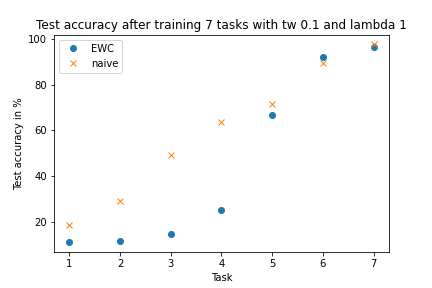 Test accuracy after training 7 tasks with tw 0.1 and lambda 1
EWC
naive
Test accuracy in %
100
80
60
40
20
1 2 3 4 5 6 7
Task